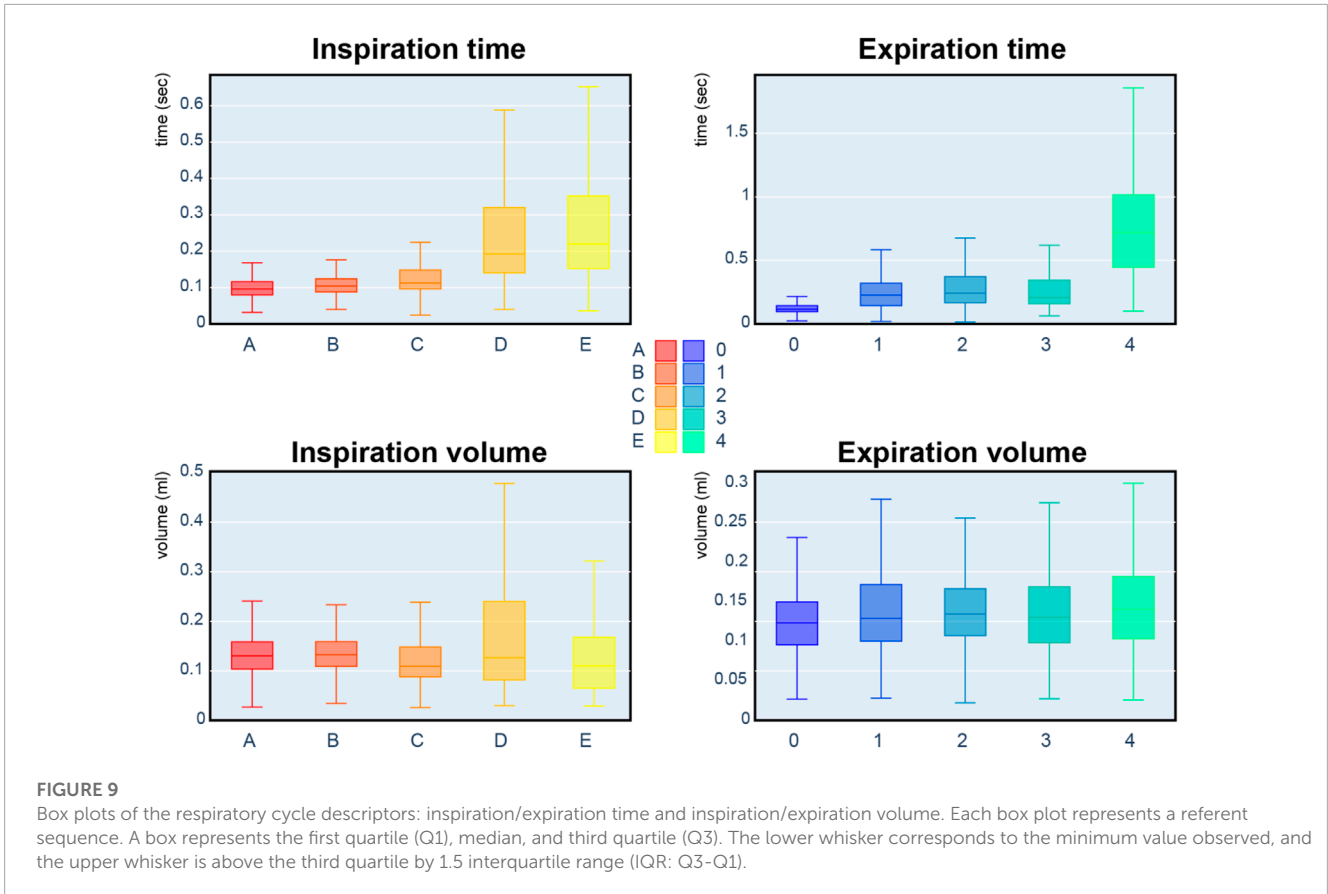 Inspiration time
Expiration time
time (sec)
0.6
0.5
0.4
0.3
0.2
0.1
0
A B C D E
time (sec)
1.5
1
0.5
0
0 1 2 3 4
A 0
B 1
C 2
D 3
E 4
Inspiration volume
Expiration volume
volume (ml)
0.5
0.4
0.3
0.2
0.1
0
A B C D E
volume (ml)
0.3
0.25
0.2
0.15
0.1
0.05
0
0 1 2 3 4
FIGURE 9
Box plots of the respiratory cycle descriptors: inspiration/expiration time and inspiration/expiration volume. Each box plot represents a referent
sequence. A box represents the first quartile (Q1), median, and third quartile (Q3). The lower whisker corresponds to the minimum value observed, and
the upper whisker is above the third quartile by 1.5 interquartile range (IQR: Q3-Q1).